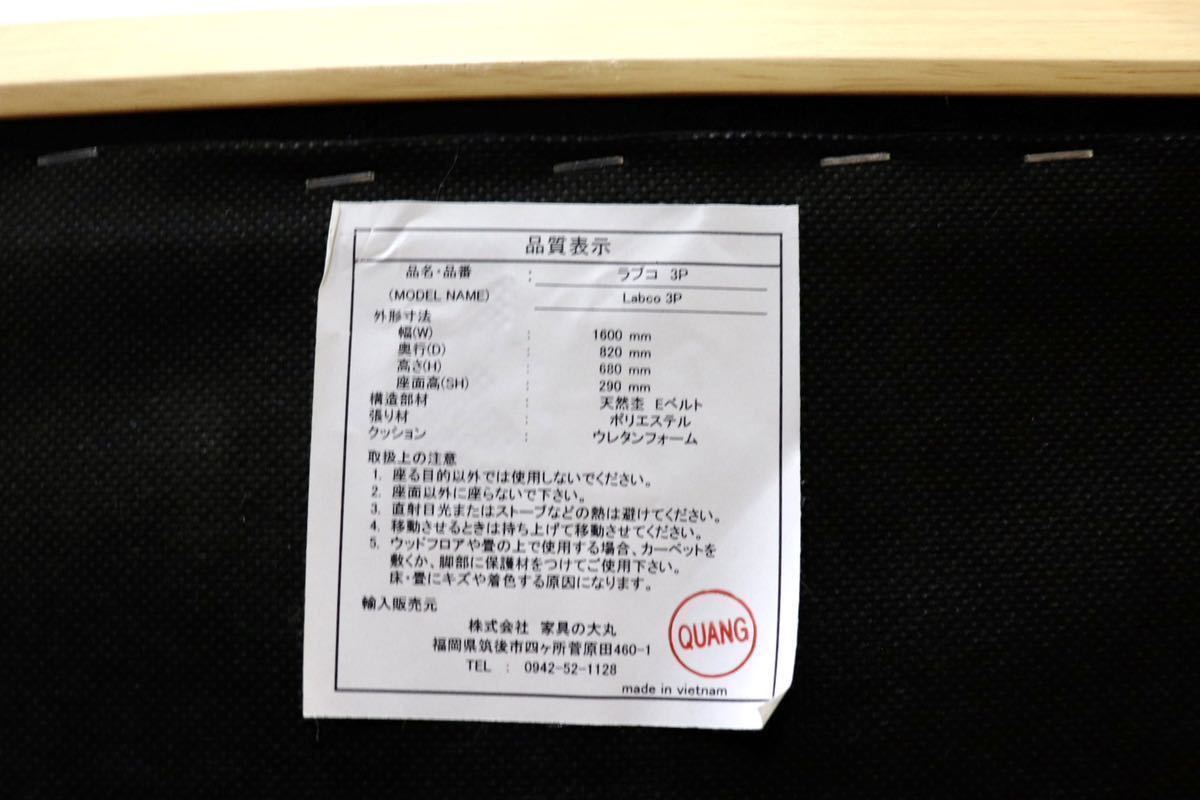 品質表示
品名・品番 : ラブコ 3P
(MODEL NAME) Labco 3P
外形寸法
幅(W) : 1600 mm
奥行(D) : 820 mm
高さ(H) : 680 mm
座面高(SH) : 290 mm
構造部材 : 天然杢 Eベルト
張り材 : ポリエステル
クッション : ウレタンフォーム
取扱上の注意
1. 座る目的以外では使用しないでください。
2. 座面以外に座らないで下さい。
3. 直射日光またはストーブなどの熱は避けてください。
4. 移動させるときは持ち上げて移動させてください。
5. ウッドフロアや畳の上で使用する場合、カーペットを
敷くか、脚部に保護材をつけてご使用下さい。
床・畳にキズや着色する原因になります。
輸入販売元
株式会社 家具の大丸
福岡県筑後市四ヶ所菅原田460-1
TEL : 0942-52-1128
QUANG
made in vietnam